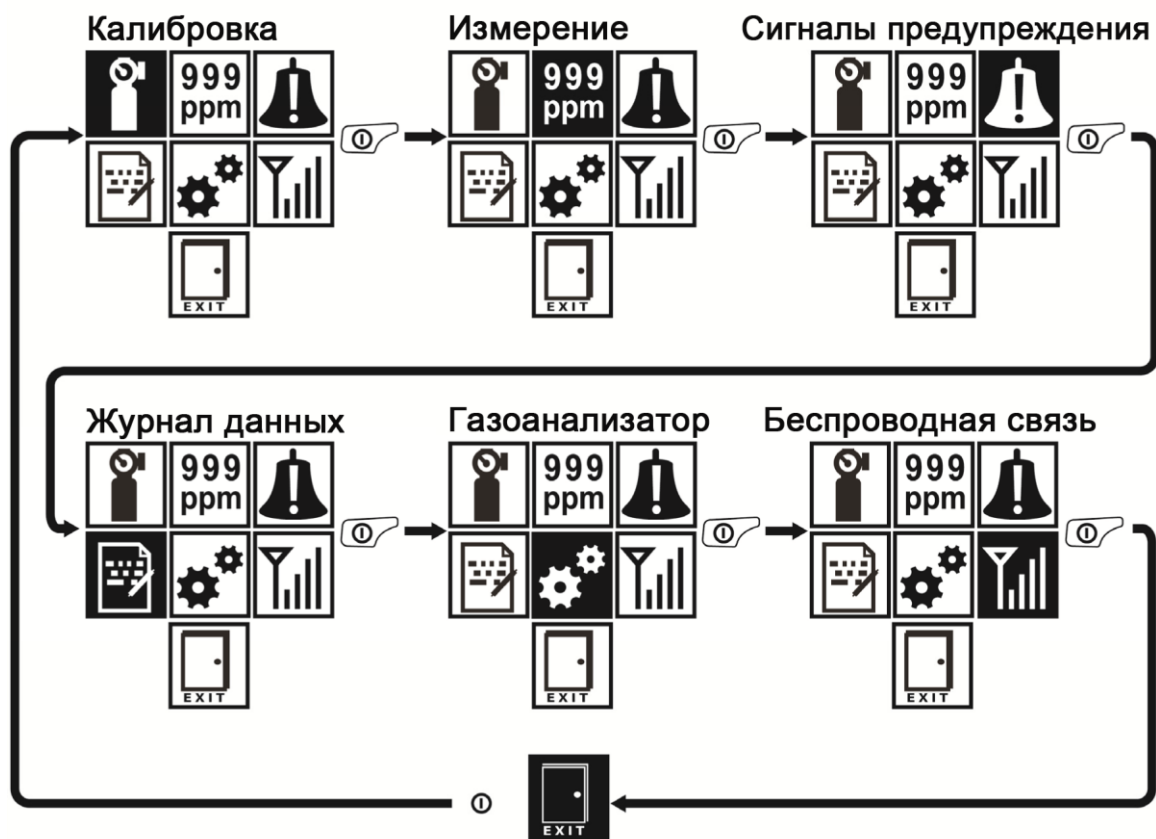 Калибровка
Измерение
Сигналы предупреждения
999
ppm
999
ppm
999
ppm
EXIT
EXIT
EXIT
Журнал данных
Газоанализатор
Беспроводная связь
999
ppm
999
ppm
999
ppm
EXIT
EXIT
EXIT
EXIT